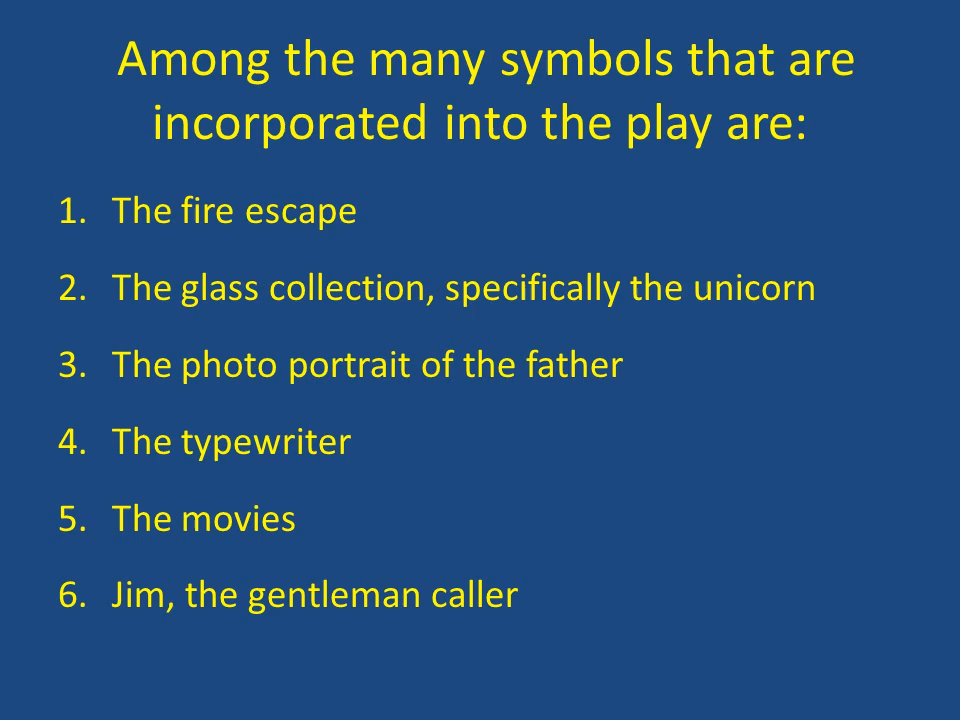 Among the many symbols that are
incorporated into the play are:
1. The fire escape
2. The glass collection, specifically the unicorn
3. The photo portrait of the father
4. The typewriter
5. The movies
6. Jim, the gentleman caller